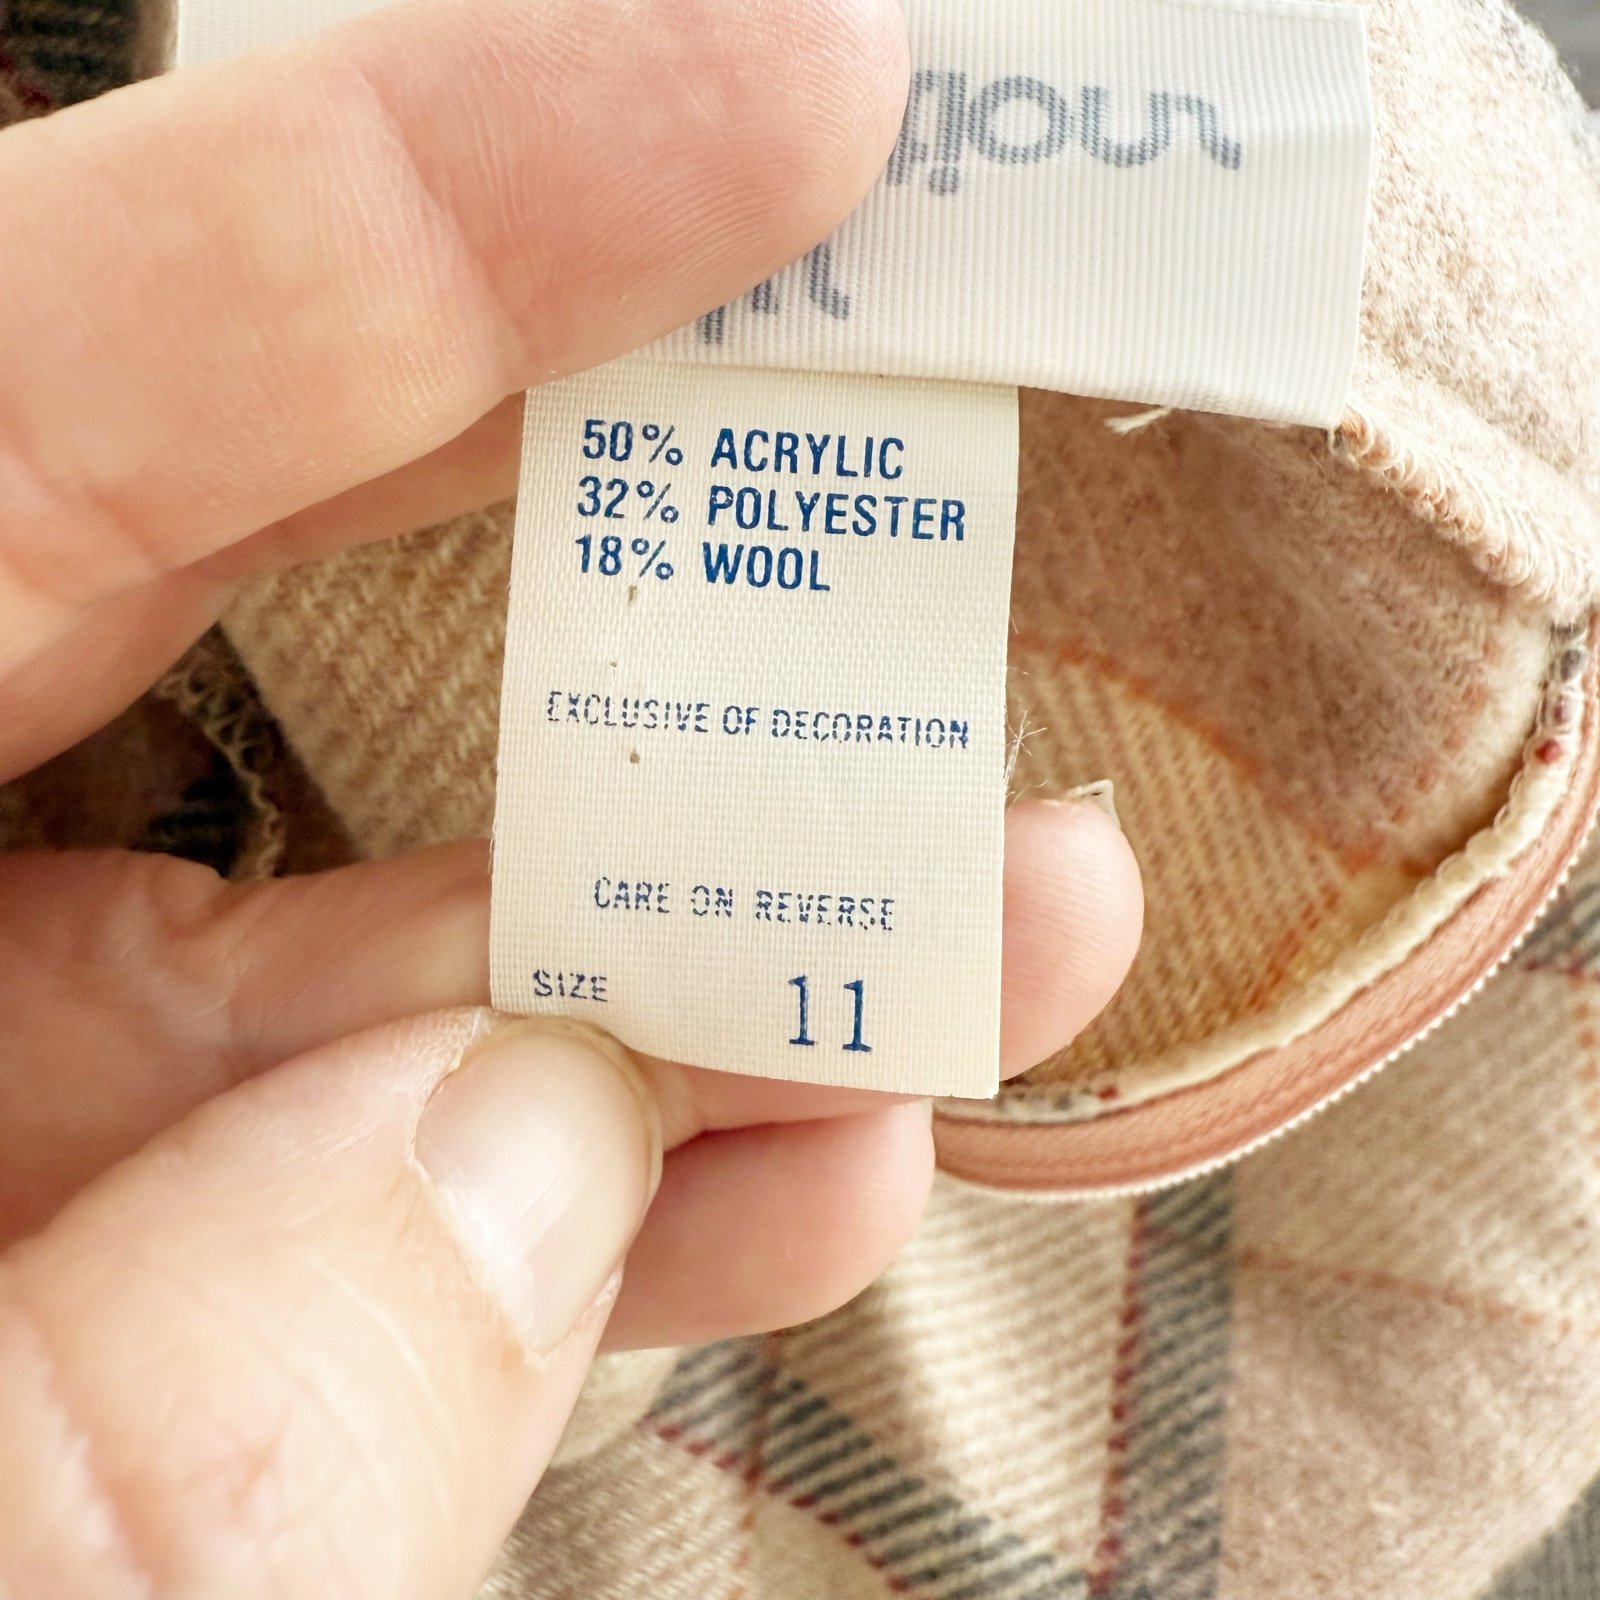 50% ACRYLIC
32% POLYESTER
18% WOOL
EXCLUSIVE OF DECORATION
CARE ON REVERSE
SIZE 11